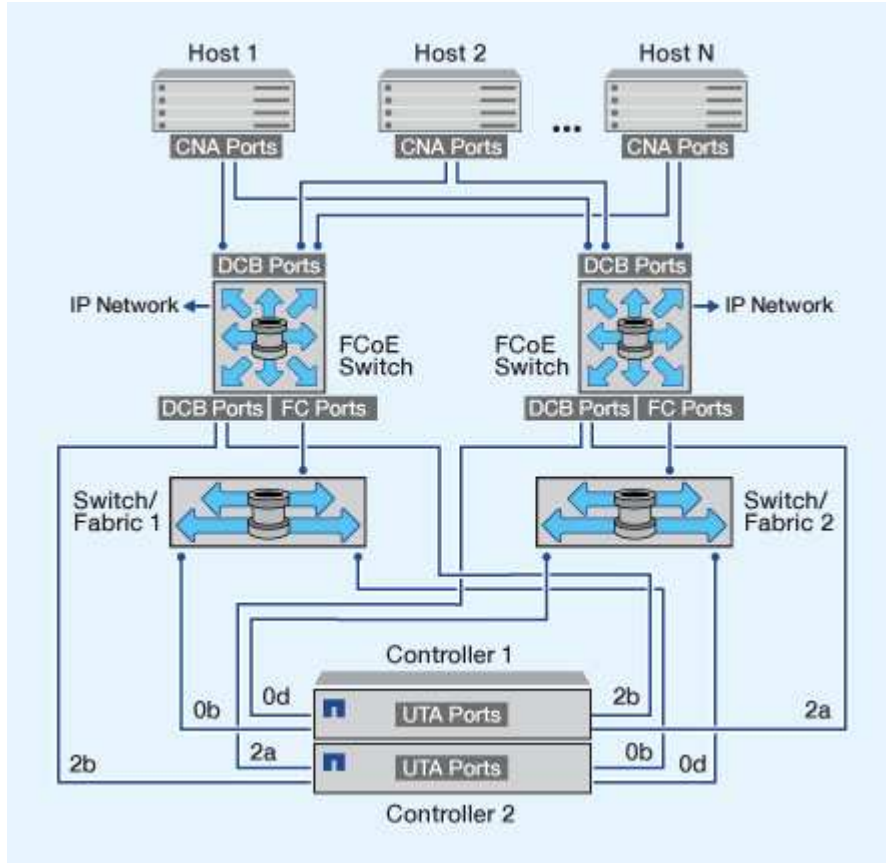 Host 1
Host 2
Host N
...
CNA Ports
CNA Ports
CNA Ports
DCB Ports
DCB Ports
IP Network
IP Network
FCoE
Switch
FCoE
Switch
DCB Ports
FC Ports
DCB Ports
FC Ports
Switch/
Fabric 1
Switch/
Fabric 2
Controller 1
0b
0d
UTA Ports
2b
2a
2b
2a
UTA Ports
0b
0d
Controller 2